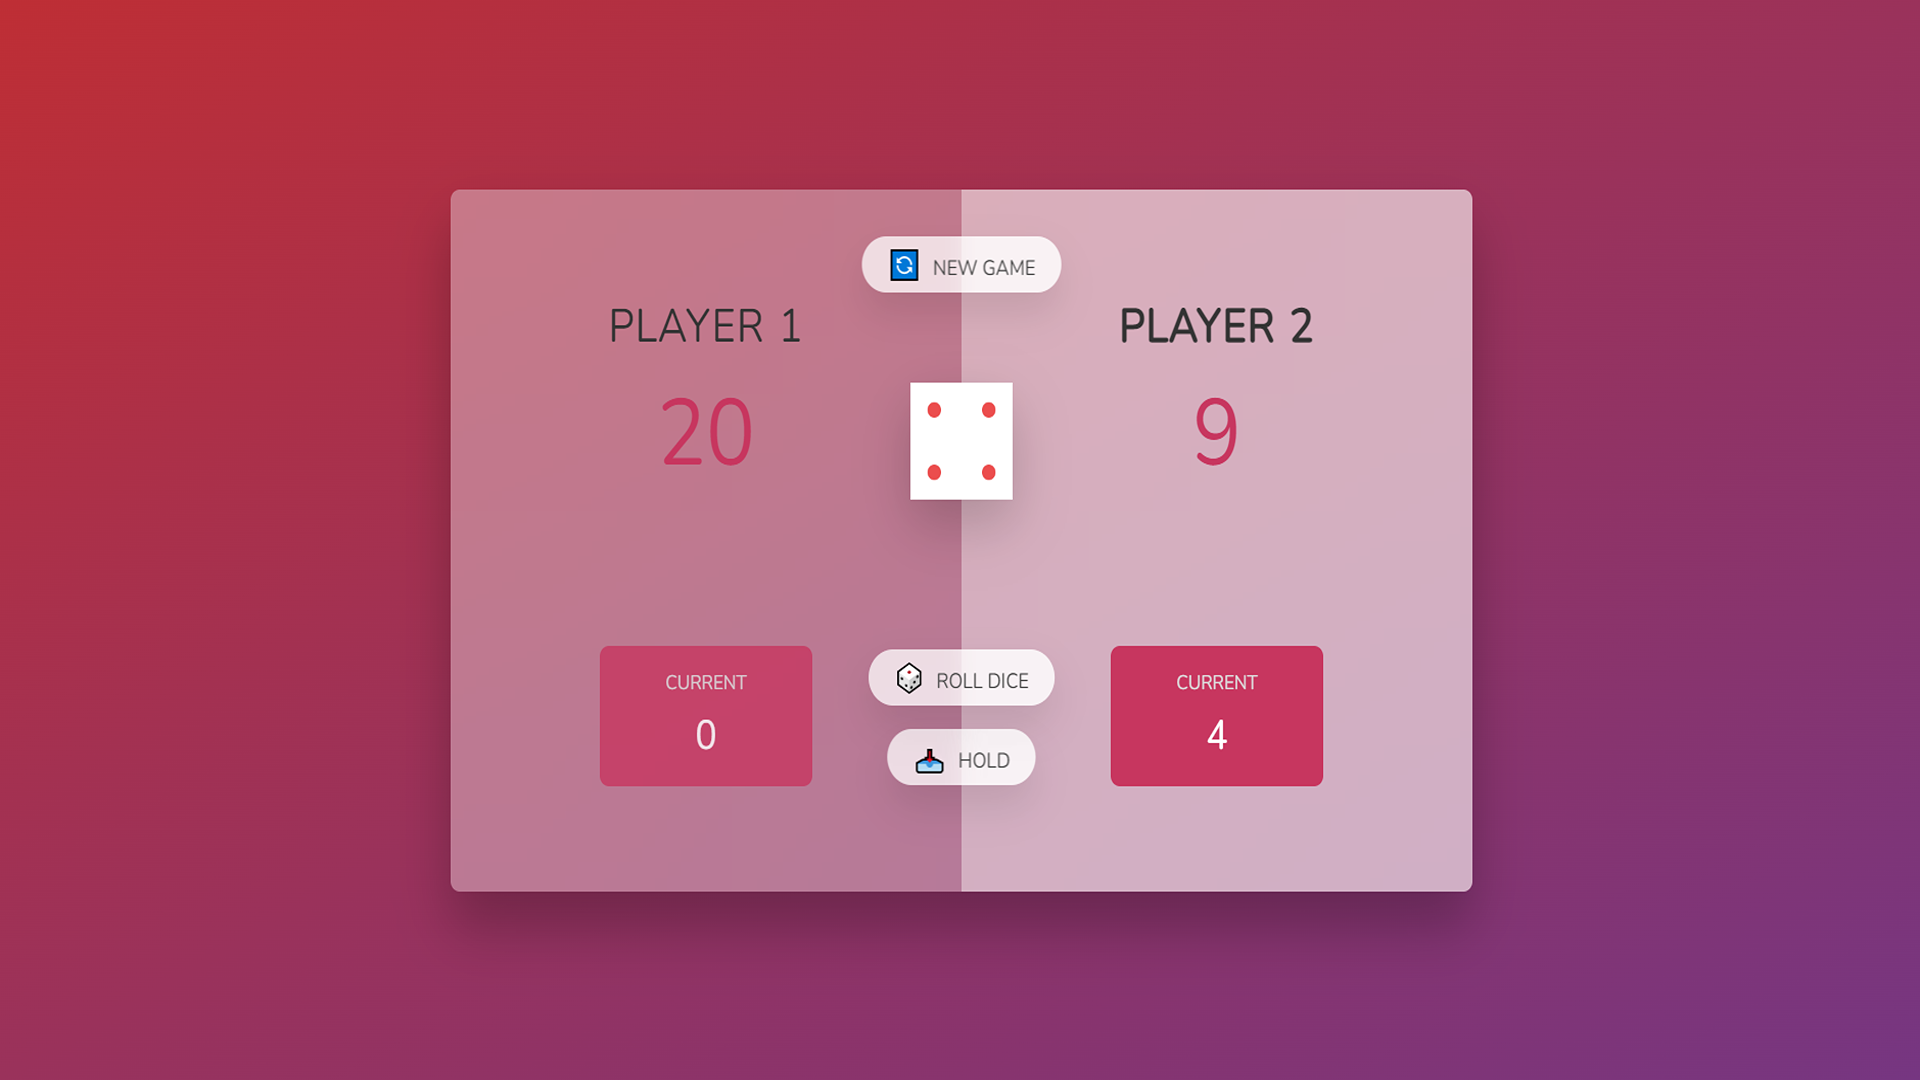 NEW GAME
PLAYER 1
20
PLAYER 2
9
CURRENT
0
ROLL DICE
HOLD
CURRENT
4